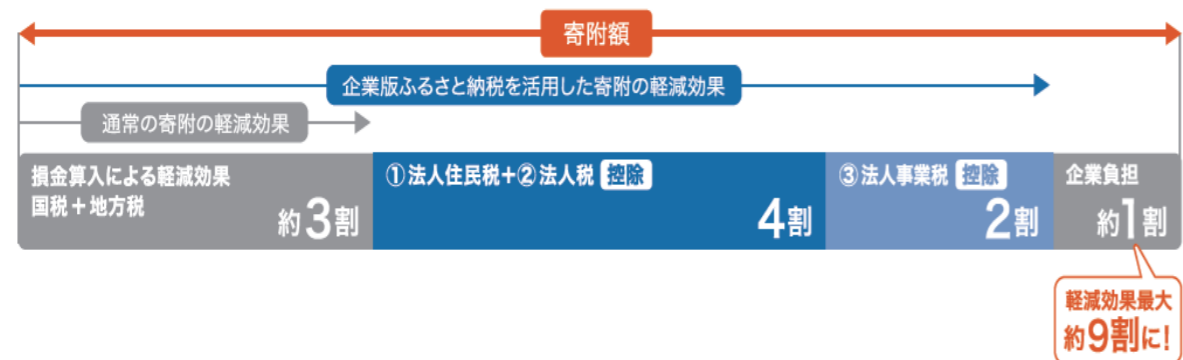 寄附額
企業版ふるさと納税を活用した寄附の軽減効果
通常の寄附の軽減効果
損金算入による軽減効果
国税+地方税
約3割
①法人住民税+②法人税 控除
4割
③法人事業税 控除
2割
企業負担
約1割
軽減効果最大
約9割に!